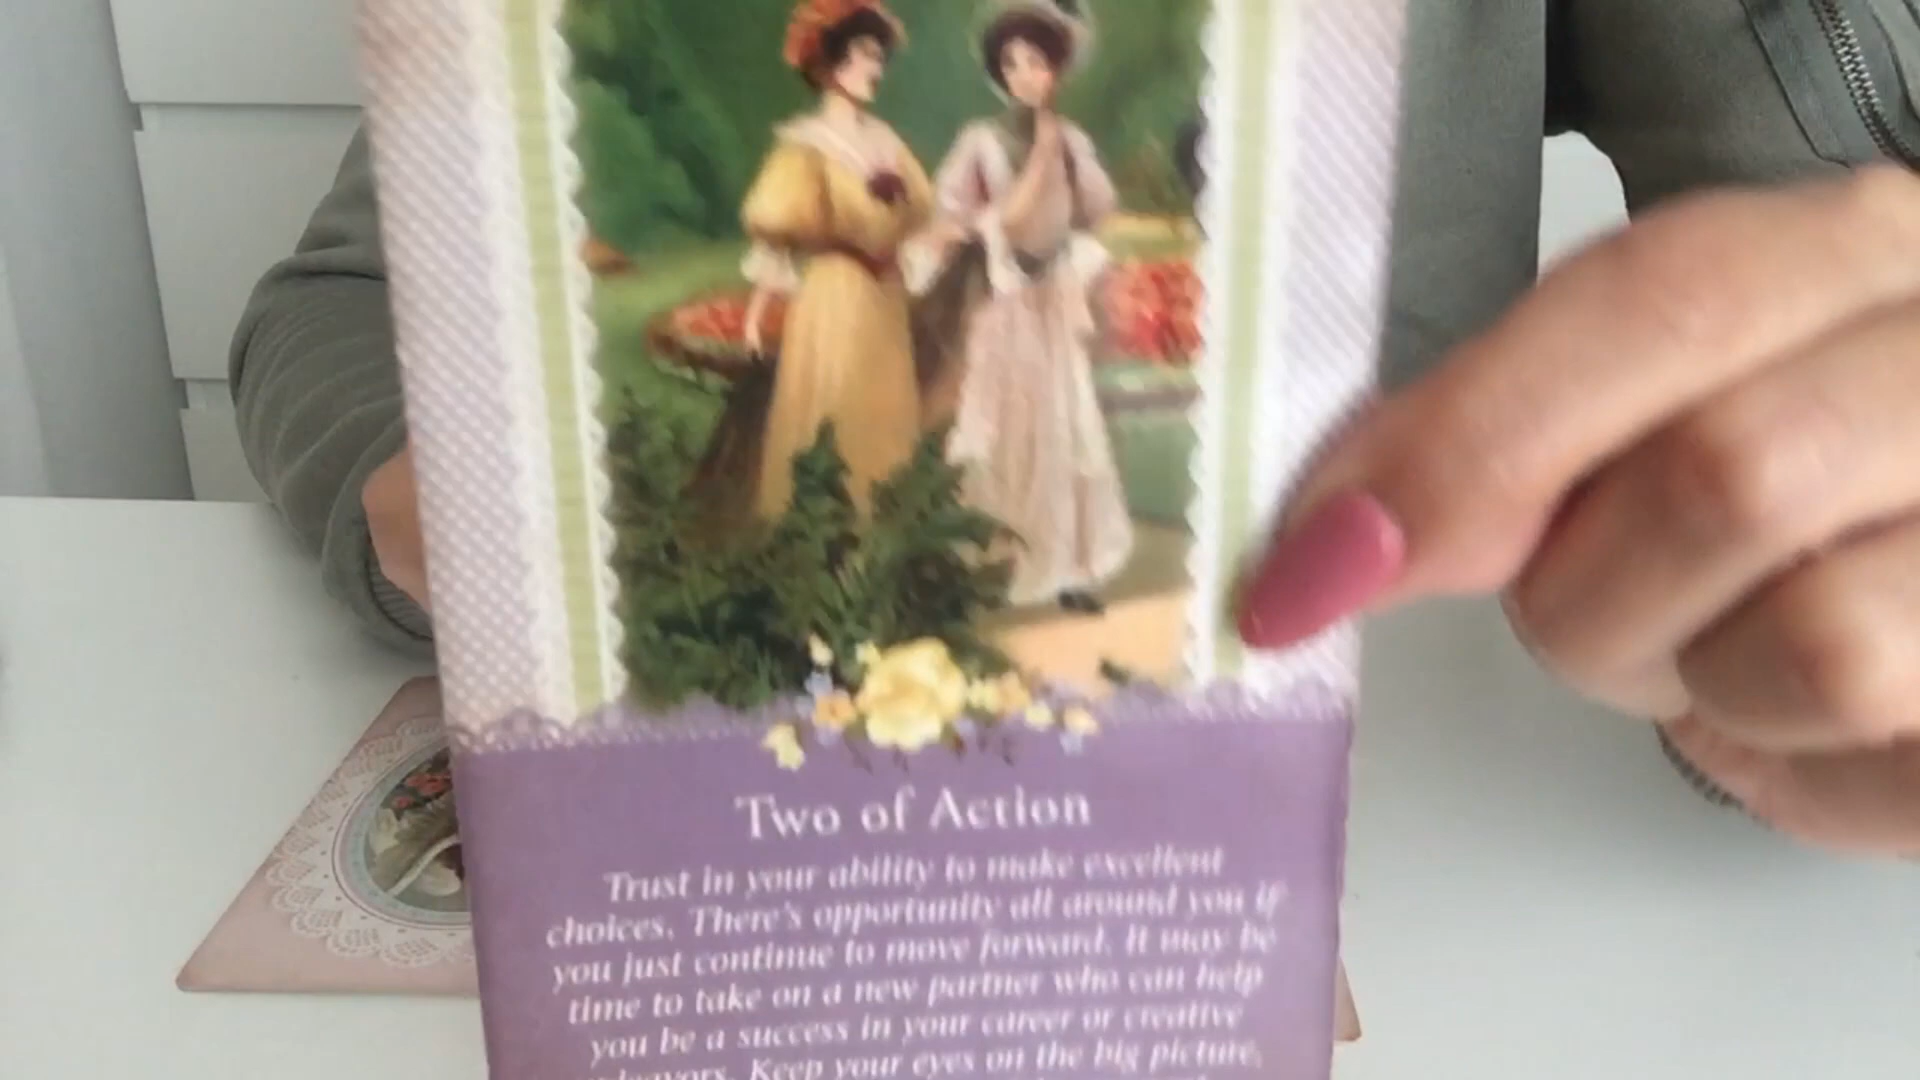 Two of Action
Trust in your ability to make excellent
choices. There's opportunity all around you if
you just continue to move forward. It may be
time to take on a new partner who can help
you be a success in your career or creative
Keep your eyes on the big picture.